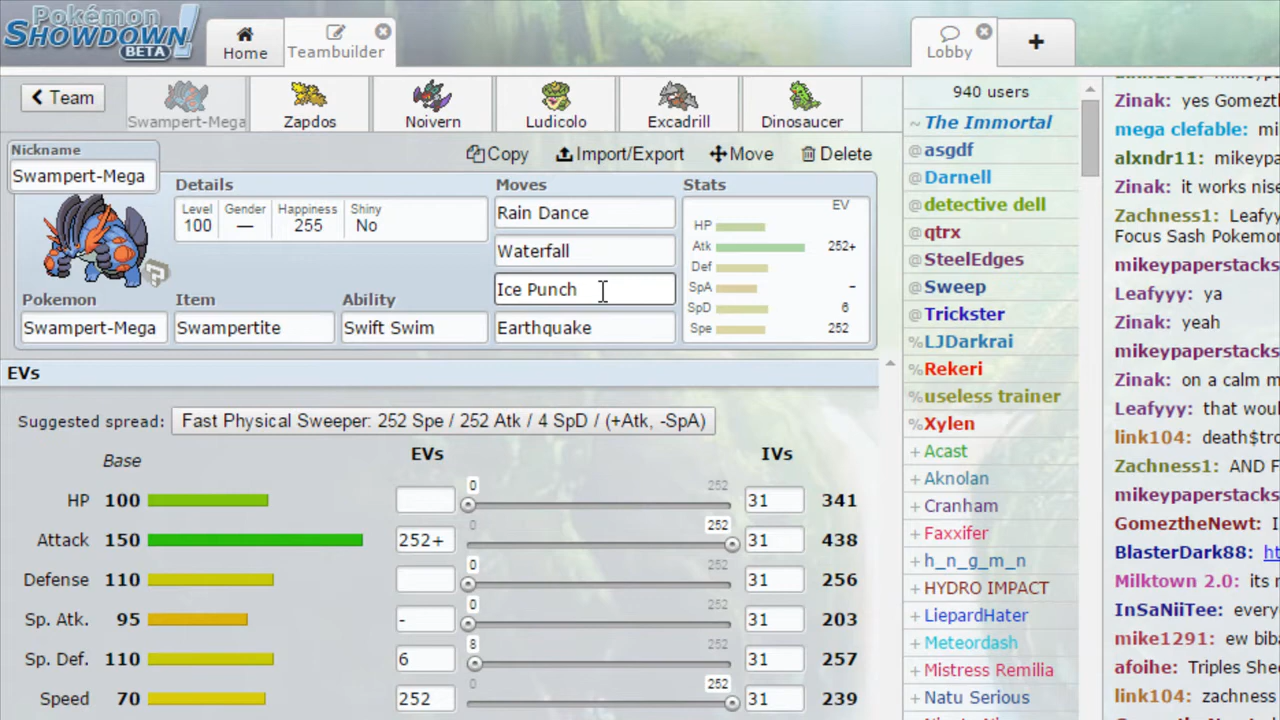 Pokémon
SHOWDOWN!
BETA
Home
Teambuilder
Lobby
+
Team
Swampert-Mega
Zapdos
Noivern
Ludicolo
Excadrill
Dinosaucer
Nickname
Swampert-Mega
Copy
Import/Export
Move
Delete
Details
Level
100
Gender
—
Happiness
255
Shiny
No
Pokemon
Swampert-Mega
Item
Swampertite
Ability
Swift Swim
Moves
Rain Dance
Waterfall
Ice Punch
Earthquake
Stats
EV
HP
Atk 252+
Def
SpA -
SpD 6
Spe 252
EVs
Suggested spread: Fast Physical Sweeper: 252 Spe / 252 Atk / 4 SpD / (+Atk, -SpA)
Base EVs IVs
HP 100 0 252 31 341
Attack 150 252+ 0 252 31 438
Defense 110 0 252 31 256
Sp. Atk. 95 - 0 252 31 203
Sp. Def. 110 6 8 252 31 257
Speed 70 252 0 252 31 239
940 users
~ The Immortal
@ asgdf
@ Darnell
@ detective dell
@ qtrx
@ SteelEdges
@ Sweep
@ Trickster
% LJDarkrai
% Rekeri
% useless trainer
% Xylen
+ Acast
+ Aknolan
+ Cranham
+ Faxxifer
+ h_n_g_m_n
+ HYDRO IMPACT
+ LiepardHater
+ Meteordash
+ Mistress Remilia
+ Natu Serious
Zinak: yes Gomezth
mega clefable: mi
alxndr11: mikeypa
Zinak: it works nise
Zachness1: Leafy
Focus Sash Pokemo
mikeypaperstacks
Leafyyy: ya
Zinak: yeah
mikeypaperstacks
Zinak: on a calm m
Leafyyy: that woul
link104: death$tro
Zachness1: AND F
mikeypaperstacks
GomeztheNewt: I
BlasterDark88: ht
Milktown 2.0: its r
InSaNiiTee: every
mike1291: ew biba
afoihe: Triples She
link104: zachness